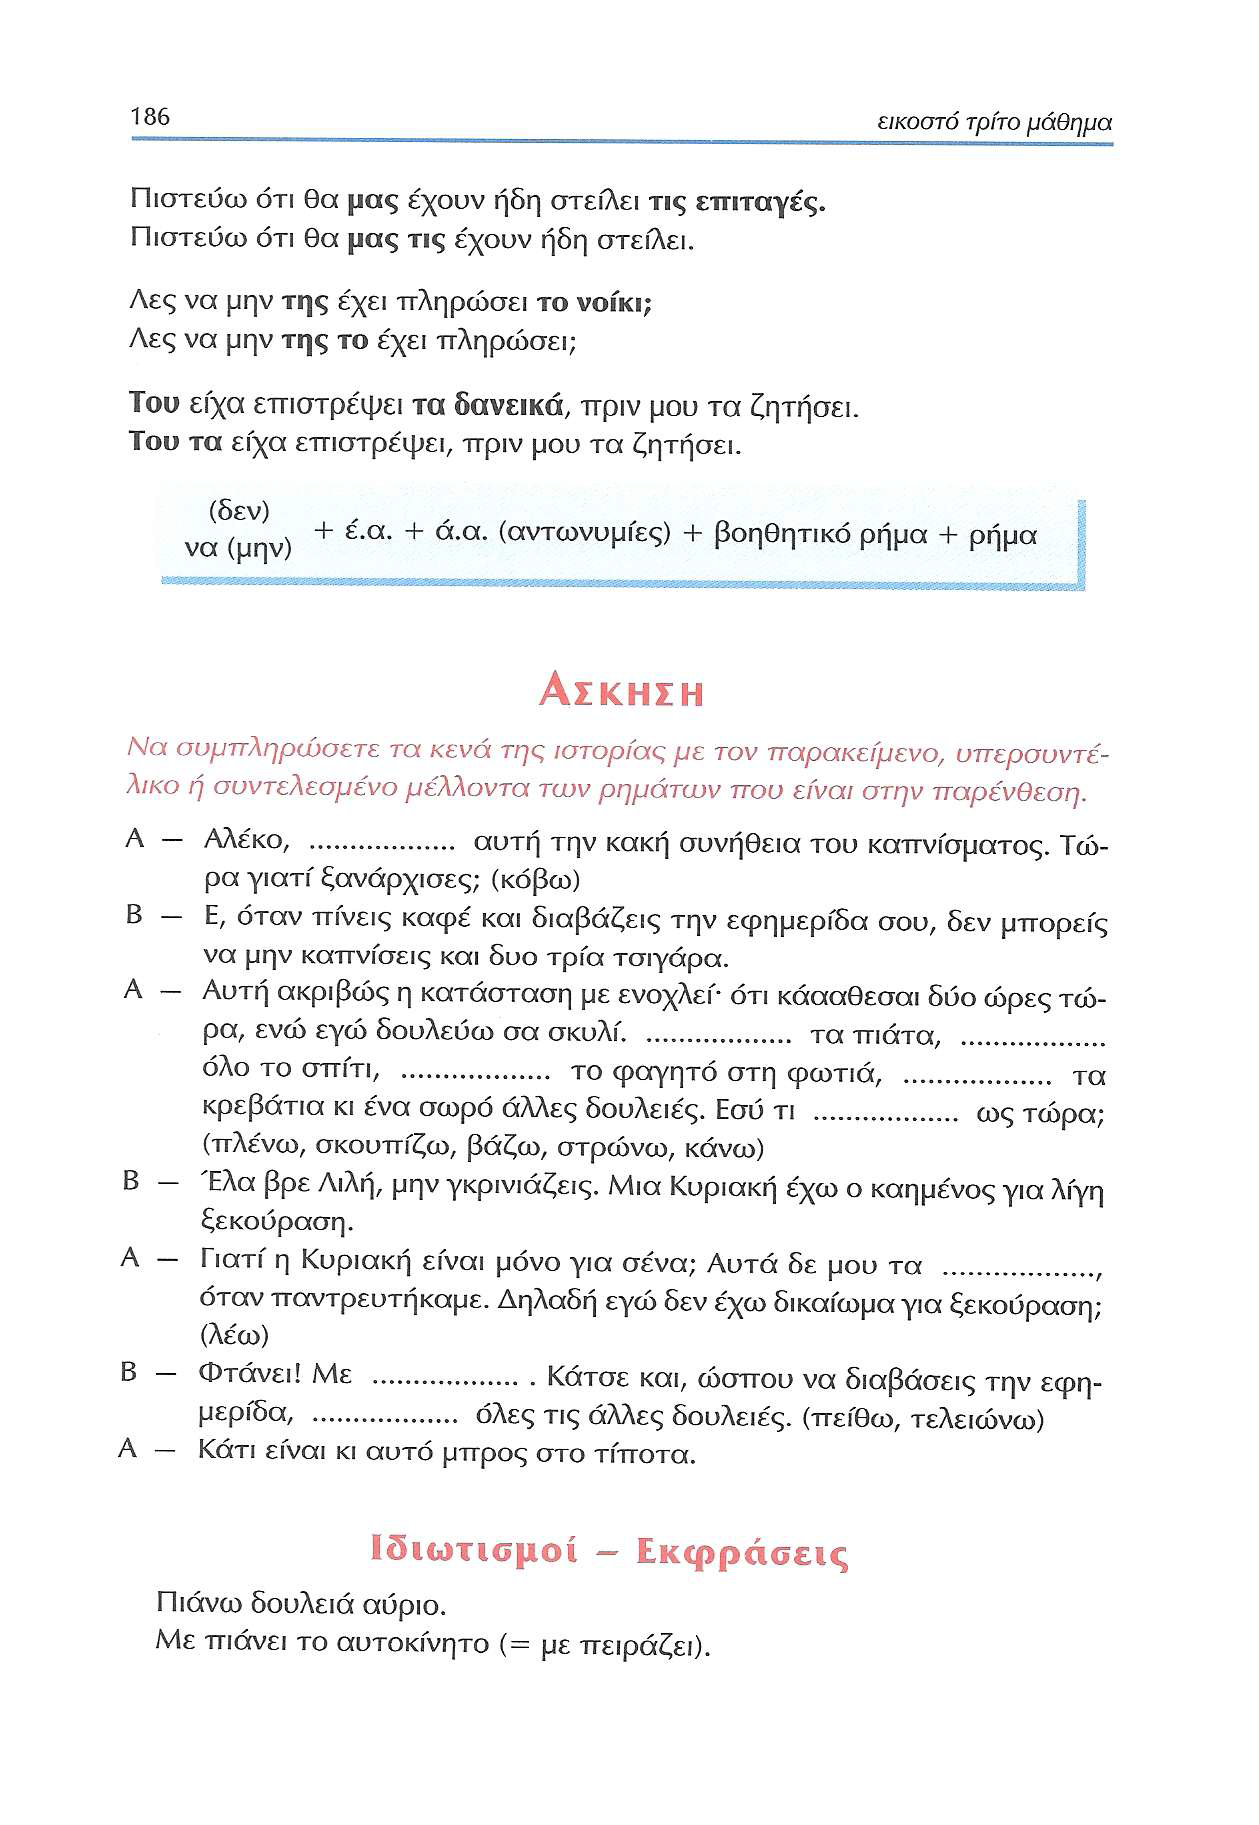 186
εικοστό τρίτο μάθημα
Πιστεύω ότι θα μας έχουν ήδη στείλει τις επιταγές.
Πιστεύω ότι θα μας τις έχουν ήδη στείλει.
Λες να μην της έχει πληρώσει το νοίκι;
Λες να μην της το έχει πληρώσει;
Του είχα επιστρέψει τα δανεικά, πριν μου τα ζητήσει.
Του τα είχα επιστρέψει, πριν μου τα ζητήσει.
(δεν)
να (μην) + έ.α. + ά.α. (αντωνυμίες) + βοηθητικό ρήμα + ρήμα
ΑΣΚΗΣΗ
Να συμπληρώσετε τα κενά της ιστορίας με τον παρακείμενο, υπερσυντέ-
λικο ή συντελεσμένο μέλλοντα των ρημάτων που είναι στην παρένθεση.
Α – Αλέκο, .................. αυτή την κακή συνήθεια του καπνίσματος. Τώ-
ρα γιατί ξανάρχισες; (κόβω)
Β – Ε, όταν πίνεις καφέ και διαβάζεις την εφημερίδα σου, δεν μπορείς
να μην καπνίσεις και δυο τρία τσιγάρα.
Α – Αυτή ακριβώς η κατάσταση με ενοχλεί· ότι κάααθεσαι δύο ώρες τώ-
ρα, ενώ εγώ δουλεύω σα σκυλί. .................. τα πιάτα, ..................
όλο το σπίτι, .................. το φαγητό στη φωτιά, .................. τα
κρεβάτια κι ένα σωρό άλλες δουλειές. Εσύ τι .................. ως τώρα;
(πλένω, σκουπίζω, βάζω, στρώνω, κάνω)
Β – Έλα βρε Λιλή, μην γκρινιάζεις. Μια Κυριακή έχω ο καημένος για λίγη
ξεκούραση.
Α – Γιατί η Κυριακή είναι μόνο για σένα; Αυτά δε μου τα ..................,
όταν παντρευτήκαμε. Δηλαδή εγώ δεν έχω δικαίωμα για ξεκούραση;
(λέω)
Β – Φτάνει! Με .................. . Κάτσε και, ώσπου να διαβάσεις την εφη-
μερίδα, .................. όλες τις άλλες δουλειές. (πείθω, τελειώνω)
Α – Κάτι είναι κι αυτό μπρος στο τίποτα.
Ιδιωτισμοί – Εκφράσεις
Πιάνω δουλειά αύριο.
Με πιάνει το αυτοκίνητο (= με πειράζει).